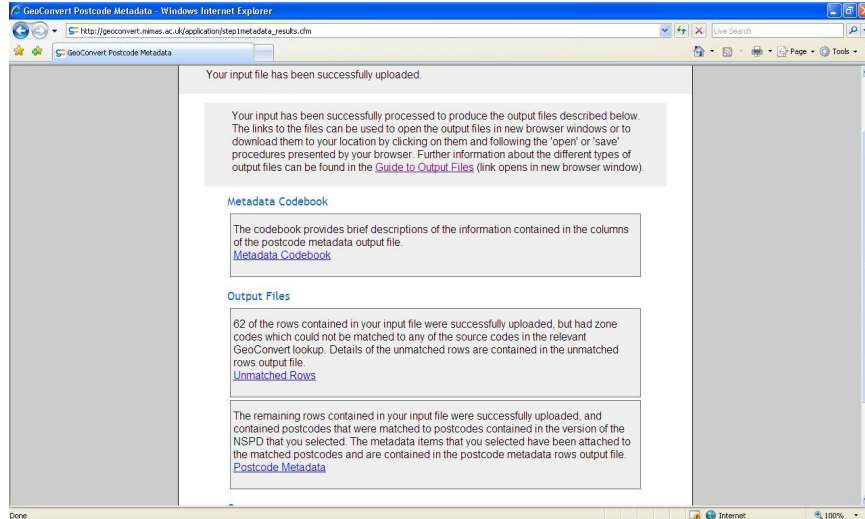 GeoConvert Postcode Metadata - Windows Internet Explorer
http://geoconvert.mimas.ac.uk/application/step1metadata_results.cfm
Live Search
GeoConvert Postcode Metadata
Page
Tools
Your input file has been successfully uploaded.
Your input has been successfully processed to produce the output files described below.
The links to the files can be used to open the output files in new browser windows or to
download them to your location by clicking on them and following the 'open' or 'save'
procedures presented by your browser. Further information about the different types of
output files can be found in the Guide to Output Files (link opens in new browser window).
Metadata Codebook
The codebook provides brief descriptions of the information contained in the columns
of the postcode metadata output file.
Metadata Codebook
Output Files
62 of the rows contained in your input file were successfully uploaded, but had zone
codes which could not be matched to any of the source codes in the relevant
GeoConvert lookup. Details of the unmatched rows are contained in the unmatched
rows output file.
Unmatched Rows
The remaining rows contained in your input file were successfully uploaded, and
contained postcodes that were matched to postcodes contained in the version of the
NSPD that you selected. The metadata items that you selected have been attached to
the matched postcodes and are contained in the postcode metadata rows output file.
Postcode Metadata
Done
Internet
100%